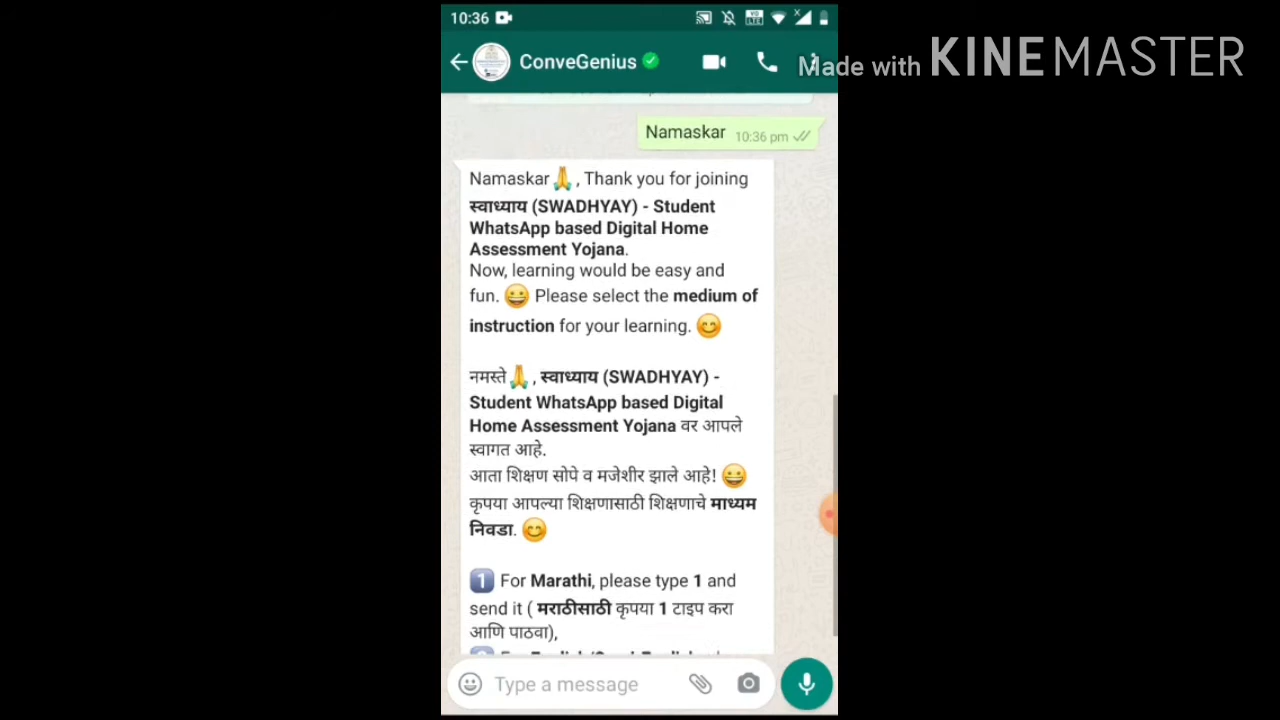 10:36
VO LTE
ConveGenius
Made with KINEMASTER
Namaskar 10:36 pm
Namaskar🙏, Thank you for joining
स्वाध्याय (SWADHYAY) - Student
WhatsApp based Digital Home
Assessment Yojana.
Now, learning would be easy and
fun. 😀 Please select the medium of
instruction for your learning. 😊
नमस्ते🙏, स्वाध्याय (SWADHYAY) -
Student WhatsApp based Digital
Home Assessment Yojana वर आपले
स्वागत आहे.
आता शिक्षण सोपे व मजेशीर झाले आहे! 😀
कृपया आपल्या शिक्षणासाठी शिक्षणाचे माध्यम
निवडा. 😊
1 For Marathi, please type 1 and
send it ( मराठीसाठी कृपया 1 टाइप करा
आणि पाठवा),
Type a message